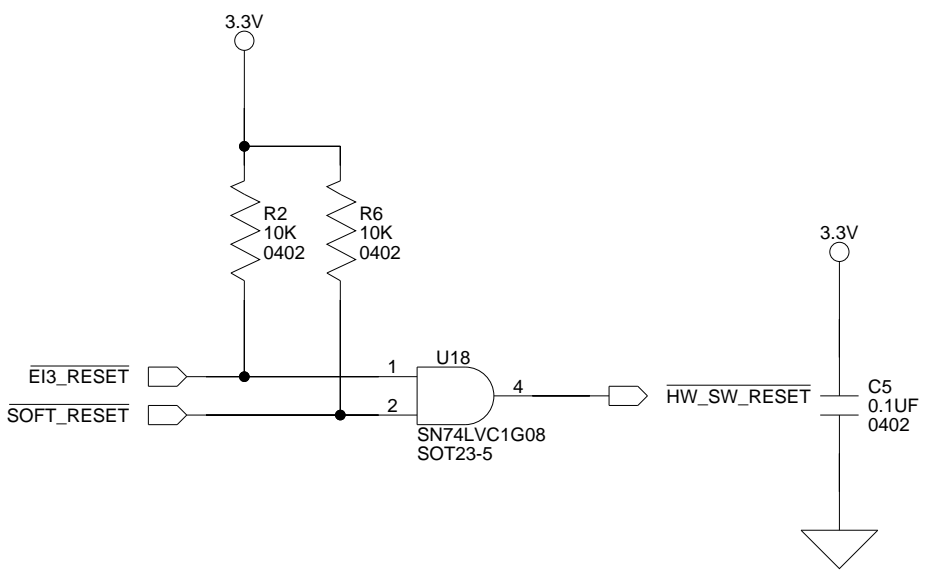 3.3V
R2
10K
0402
R6
10K
0402
3.3V
EI3_RESET
1
U18
4
HW_SW_RESET
C5
0.1UF
0402
SOFT_RESET
2
SN74LVC1G08
SOT23-5